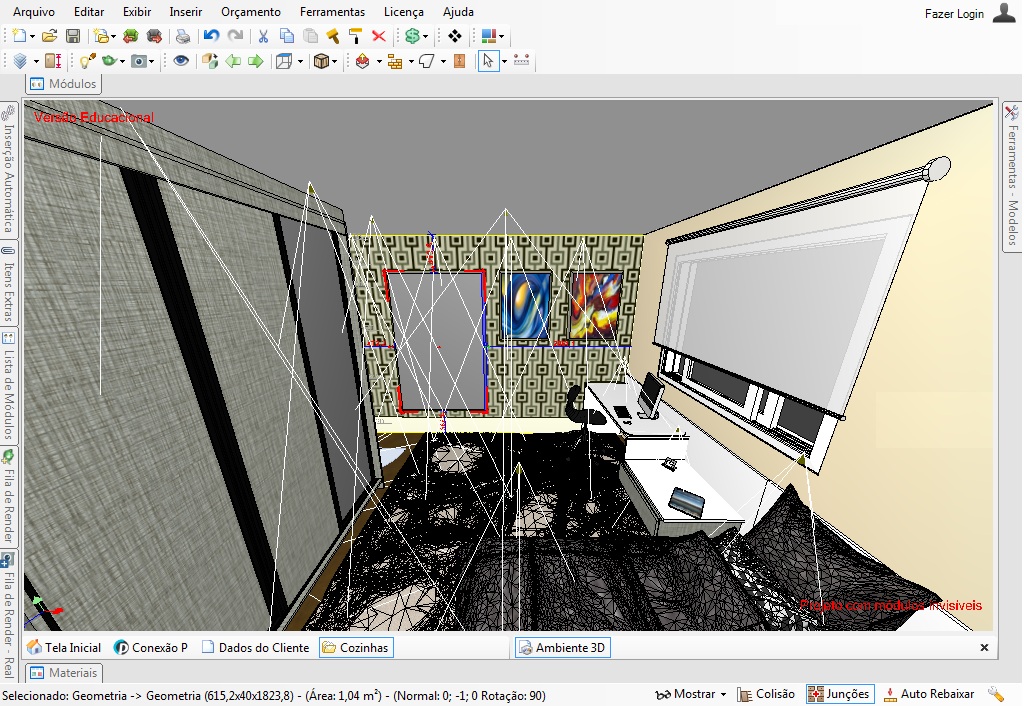 Arquivo Editar Exibir Inserir Orçamento Ferramentas Licença Ajuda
Fazer Login
Módulos
Versão Educacional
Inserção Automática
Itens Extras
Lista de Módulos
Fila de Render
Fila de Render - Real
Ferramentas - Modelos
Projeto com módulos invisíveis
Tela Inicial Conexão P Dados do Cliente Cozinhas Ambiente 3D
Materiais
Selecionado: Geometria -> Geometria (615,2x40x1823,8) - (Área: 1,04 m²) - (Normal: 0; -1; 0 Rotação: 90) Mostrar Colisão Junções Auto Rebaixar